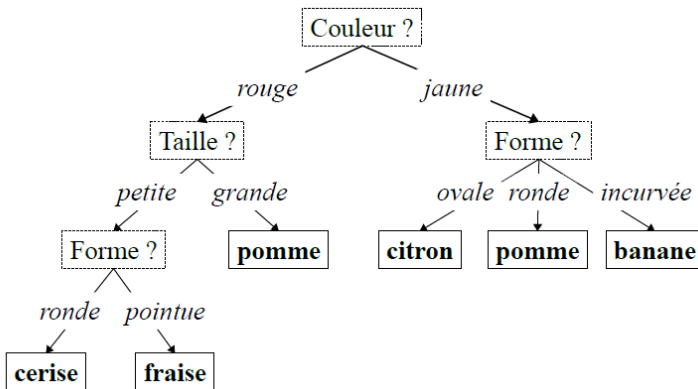 Couleur ?
rouge jaune
Taille ? Forme ?
petite grande ovale ronde incurvée
Forme ? pomme citron pomme banane
ronde pointue
cerise fraise